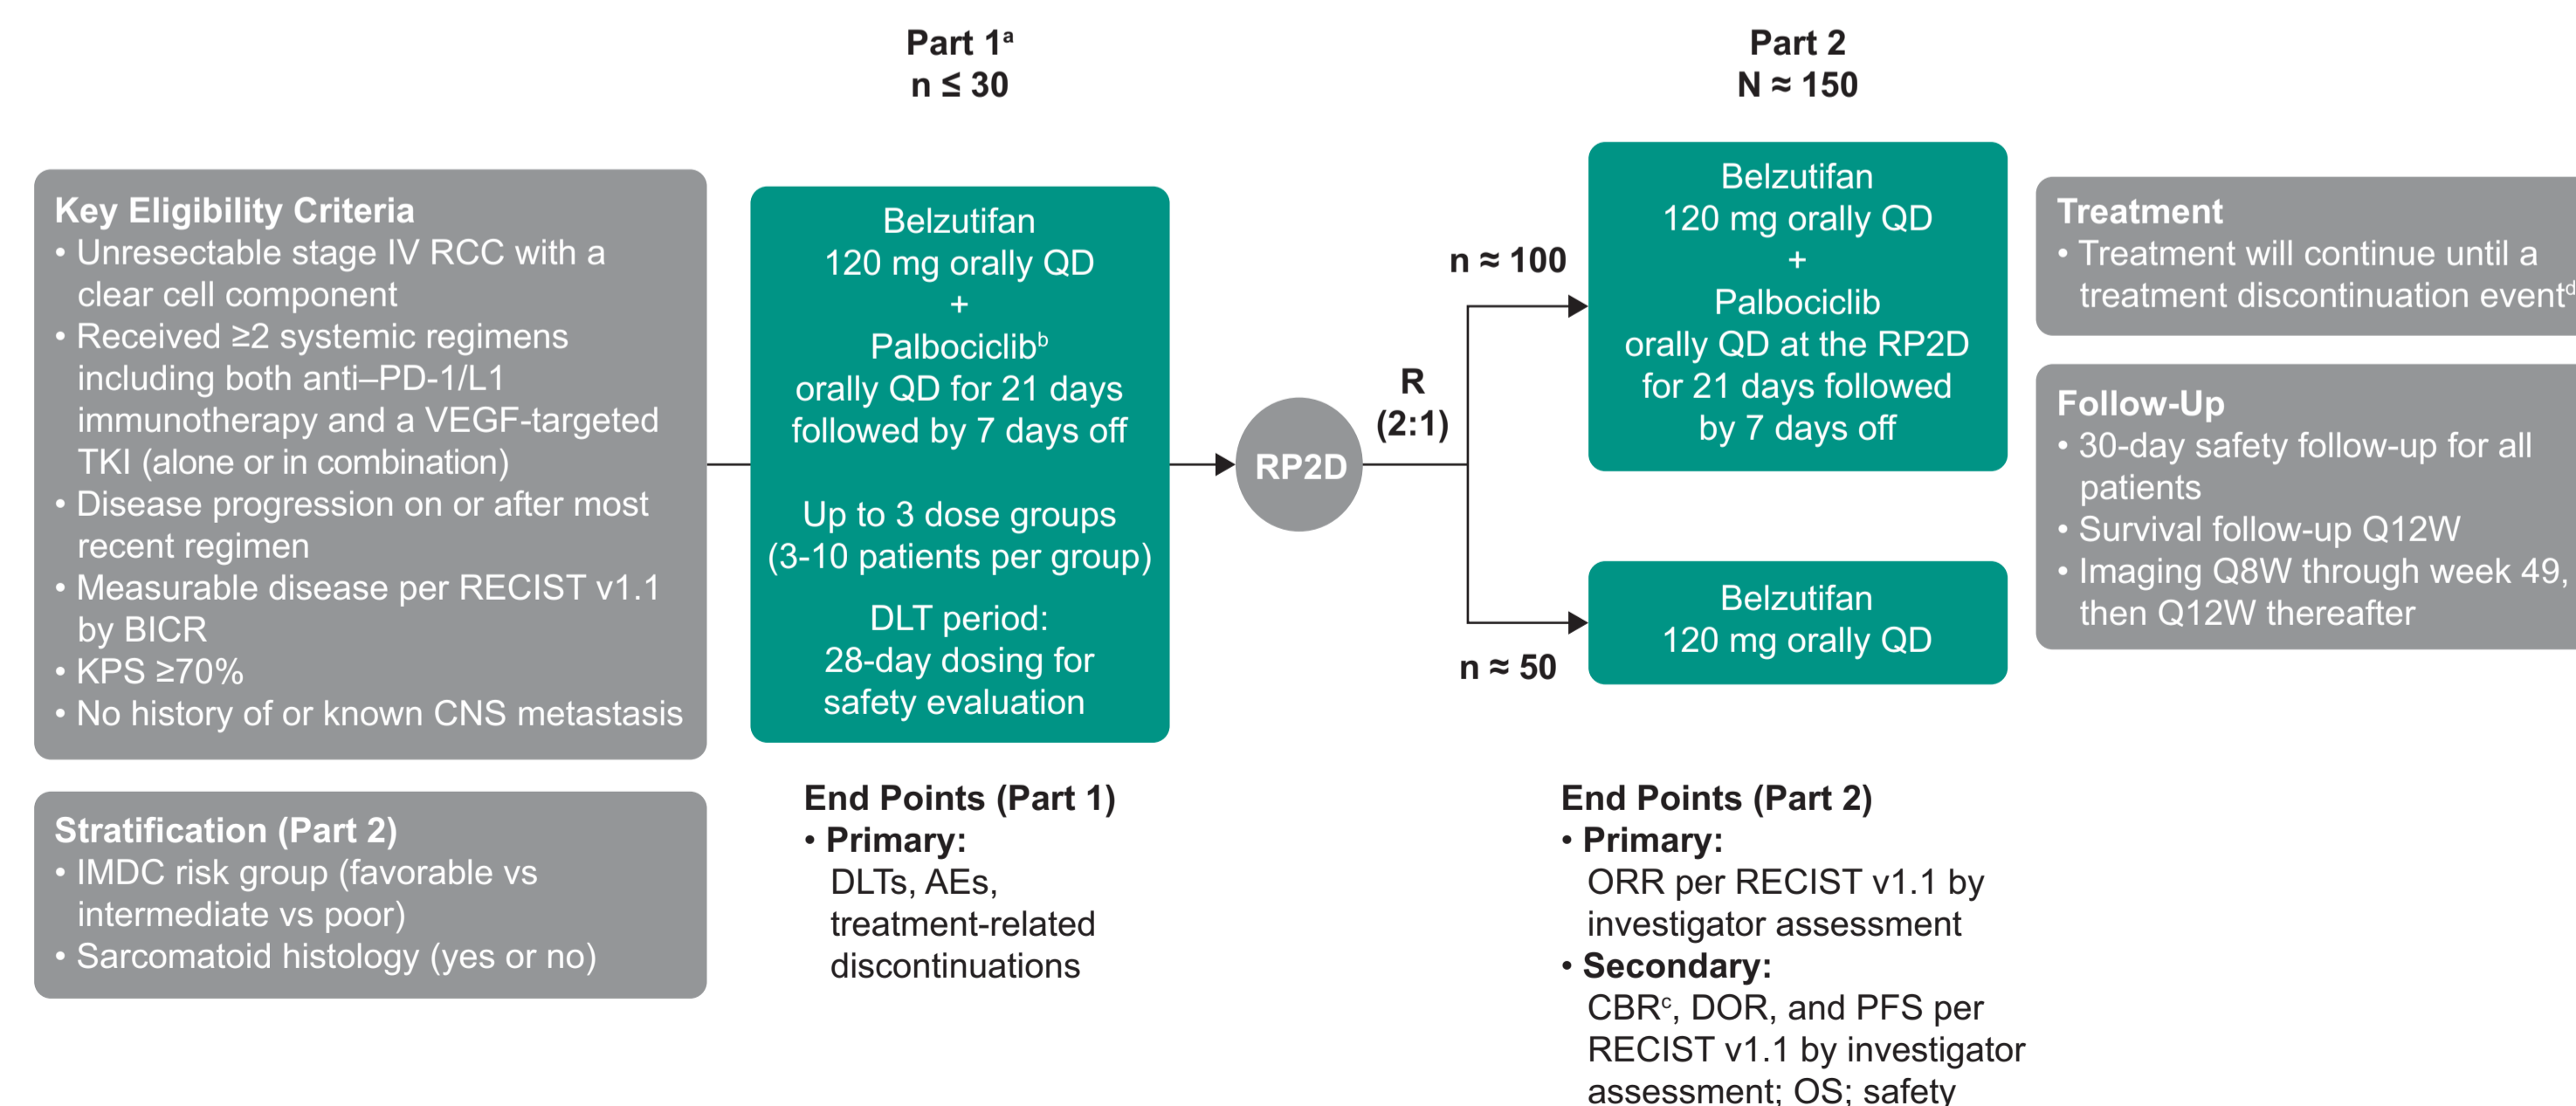 Part 1ᵃ
n ≤ 30
Part 2
N ≈ 150
Key Eligibility Criteria
• Unresectable stage IV RCC with a
clear cell component
• Received ≥2 systemic regimens
including both anti–PD-1/L1
immunotherapy and a VEGF-targeted
TKI (alone or in combination)
• Disease progression on or after most
recent regimen
• Measurable disease per RECIST v1.1
by BICR
• KPS ≥70%
• No history of or known CNS metastasis
Stratification (Part 2)
• IMDC risk group (favorable vs
intermediate vs poor)
• Sarcomatoid histology (yes or no)
Belzutifan
120 mg orally QD
+
Palbociclibᵇ
orally QD for 21 days
followed by 7 days off
Up to 3 dose groups
(3-10 patients per group)
DLT period:
28-day dosing for
safety evaluation
End Points (Part 1)
• Primary:
DLTs, AEs,
treatment-related
discontinuations
RP2D
R
(2:1)
n ≈ 100
n ≈ 50
Belzutifan
120 mg orally QD
+
Palbociclib
orally QD at the RP2D
for 21 days followed
by 7 days off
Belzutifan
120 mg orally QD
End Points (Part 2)
• Primary:
ORR per RECIST v1.1 by
investigator assessment
• Secondary:
CBRᶜ, DOR, and PFS per
RECIST v1.1 by investigator
assessment; OS; safety
Treatment
• Treatment will continue until a
treatment discontinuation eventᵈ
Follow-Up
• 30-day safety follow-up for all
patients
• Survival follow-up Q12W
• Imaging Q8W through week 49,
then Q12W thereafter